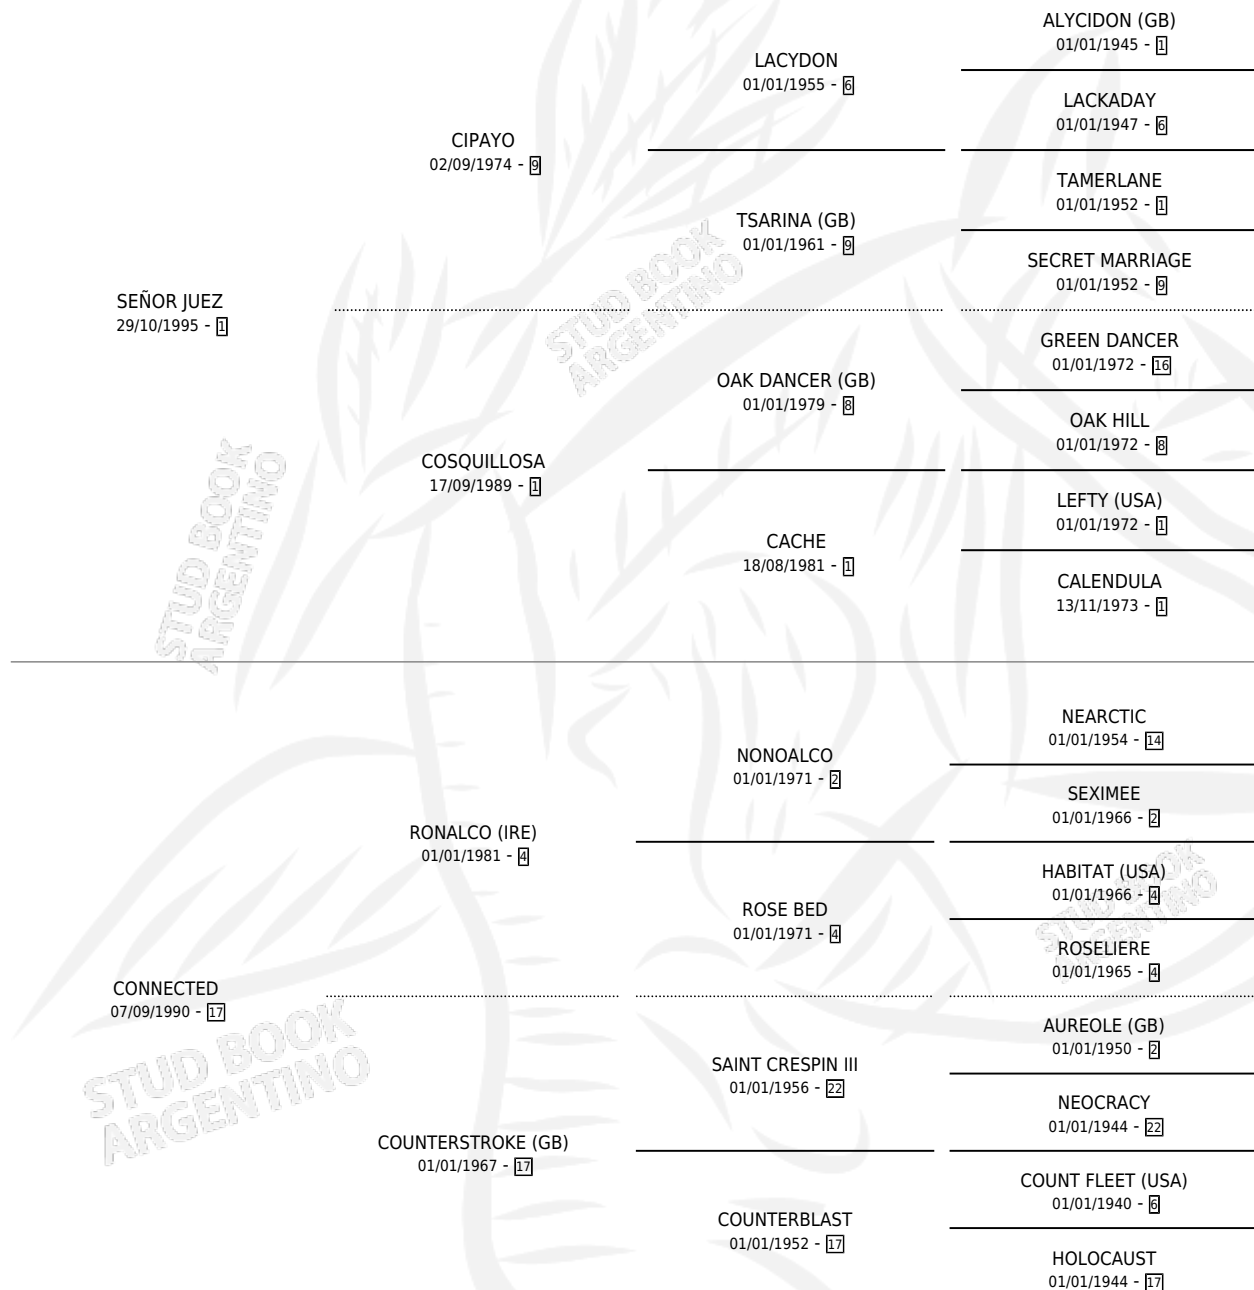 SEÑOR JUEZ
29/10/1995 - 1
CIPAYO
02/09/1974 - 9
LACYDON
01/01/1955 - 6
ALYCIDON (GB)
01/01/1945 - 1
LACKADAY
01/01/1947 - 6
TSARINA (GB)
01/01/1961 - 9
TAMERLANE
01/01/1952 - 1
SECRET MARRIAGE
01/01/1952 - 9
COSQUILLOSA
17/09/1989 - 1
OAK DANCER (GB)
01/01/1979 - 8
GREEN DANCER
01/01/1972 - 16
OAK HILL
01/01/1972 - 8
CACHE
18/08/1981 - 1
LEFTY (USA)
01/01/1972 - 1
CALENDULA
13/11/1973 - 1
CONNECTED
07/09/1990 - 17
RONALCO (IRE)
01/01/1981 - 4
NONOALCO
01/01/1971 - 2
NEARCTIC
01/01/1954 - 14
SEXIMEE
01/01/1966 - 2
ROSE BED
01/01/1971 - 4
HABITAT (USA)
01/01/1966 - 4
ROSELIERE
01/01/1965 - 4
COUNTERSTROKE (GB)
01/01/1967 - 17
SAINT CRESPIN III
01/01/1956 - 22
AUREOLE (GB)
01/01/1950 - 2
NEOCRACY
01/01/1944 - 22
COUNTERBLAST
01/01/1952 - 17
COUNT FLEET (USA)
01/01/1940 - 6
HOLOCAUST
01/01/1944 - 17
STUD BOOK
ARGENTINO
STUD BOOK
ARGENTINO
STUD BOOK
ARGENTINO
STUD BOOK
ARGENTINO